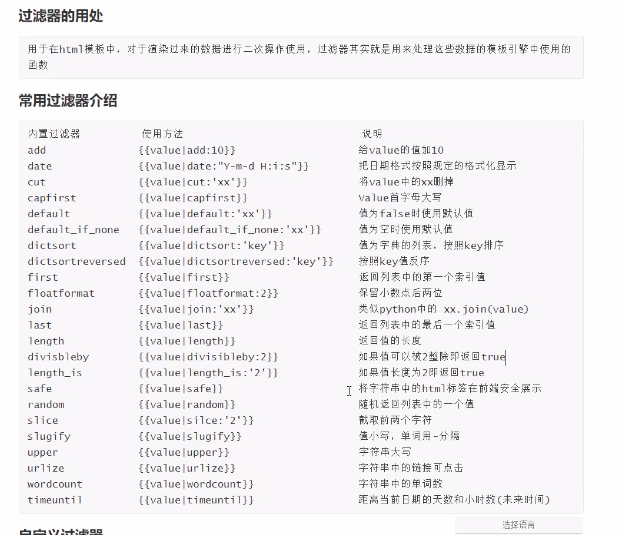 过滤器的用处
用于在html模板中，对于渲染过来的数据进行二次操作使用，过滤器其实就是用来处理这些数据的模板引擎中使用的
函数
常用过滤器介绍
内置过滤器 使用方法 说明
add {{value|add:10}} 给value的值加10
date {{value|date:"Y-m-d H:i:s"}} 把日期格式按照规定的格式化显示
cut {{value|cut:'xx'}} 将value中的xx删掉
capfirst {{value|capfirst}} Value首字母大写
default {{value|default:'xx'}} 值为false时使用默认值
default_if_none {{value|default_if_none:'xx'}} 值为空时使用默认值
dictsort {{value|dictsort:'key'}} 值为字典的列表，按照key排序
dictsortreversed {{value|dictsortreversed:'key'}} 按照key值反序
first {{value|first}} 返回列表中的第一个索引值
floatformat {{value|floatformat:2}} 保留小数点后两位
join {{value|join:'xx'}} 类似python中的 xx.join(value)
last {{value|last}} 返回列表中的最后一个索引值
length {{value|length}} 返回值的长度
divisbleby {{value|divisibleby:2}} 如果值可以被2整除即返回true
length_is {{value|length_is:'2'}} 如果值长度为2即返回true
safe {{value|safe}} 将字符串中的html标签在前端安全展示
random {{value|random}} 随机返回列表中的一个值
slice {{value|silce:'2'}} 截取前两个字符
slugify {{value|slugify}} 值小写，单词用-分隔
upper {{value|upper}} 字符串大写
urlize {{value|urlize}} 字符串中的链接可点击
wordcount {{value|wordcount}} 字符串中的单词数
timeuntil {{value|timeuntil}} 距离当前日期的天数和小时数(未来时间)
自定义过滤器
选择语言